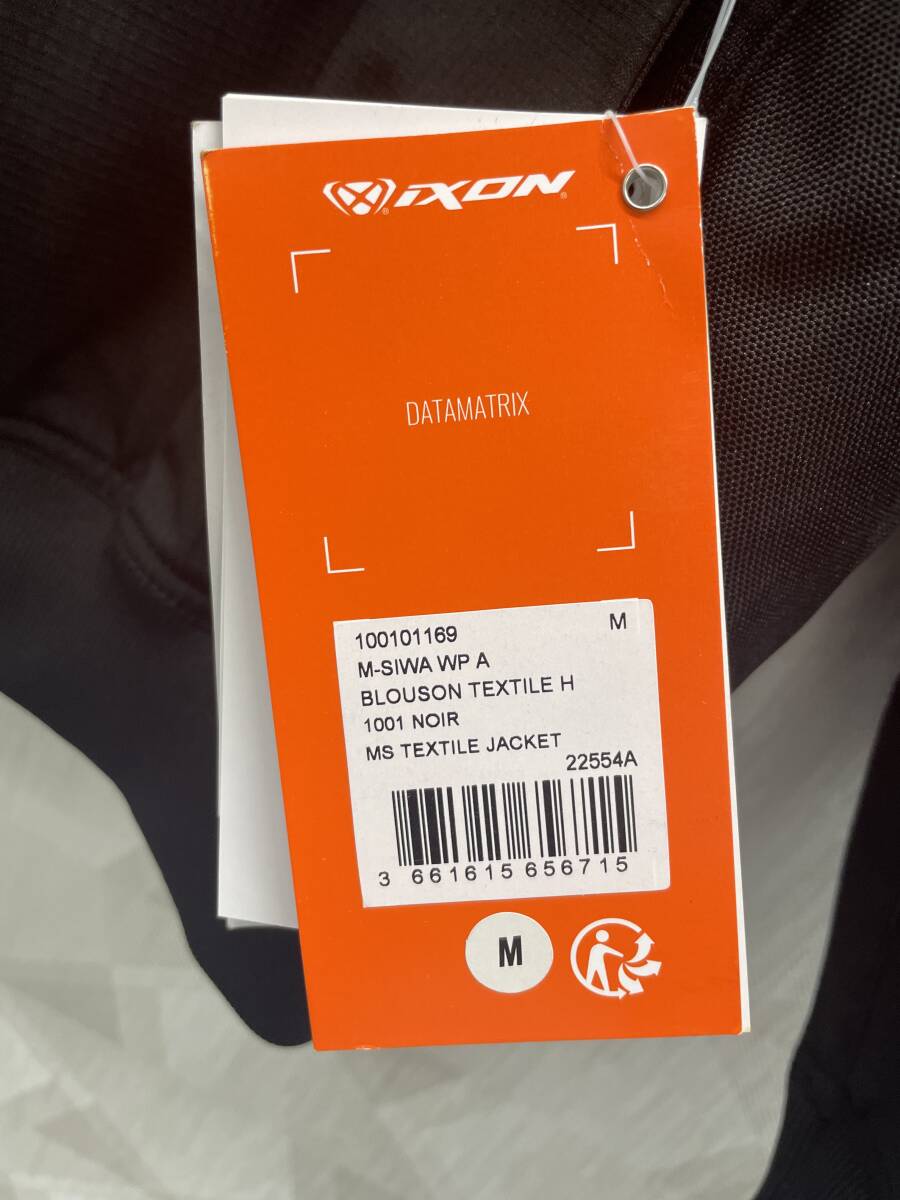 IXON
DATAMATRIX
100101169 M
M-SIWA WP A
BLOUSON TEXTILE H
1001 NOIR
MS TEXTILE JACKET
22554A
3 661615 656715
M